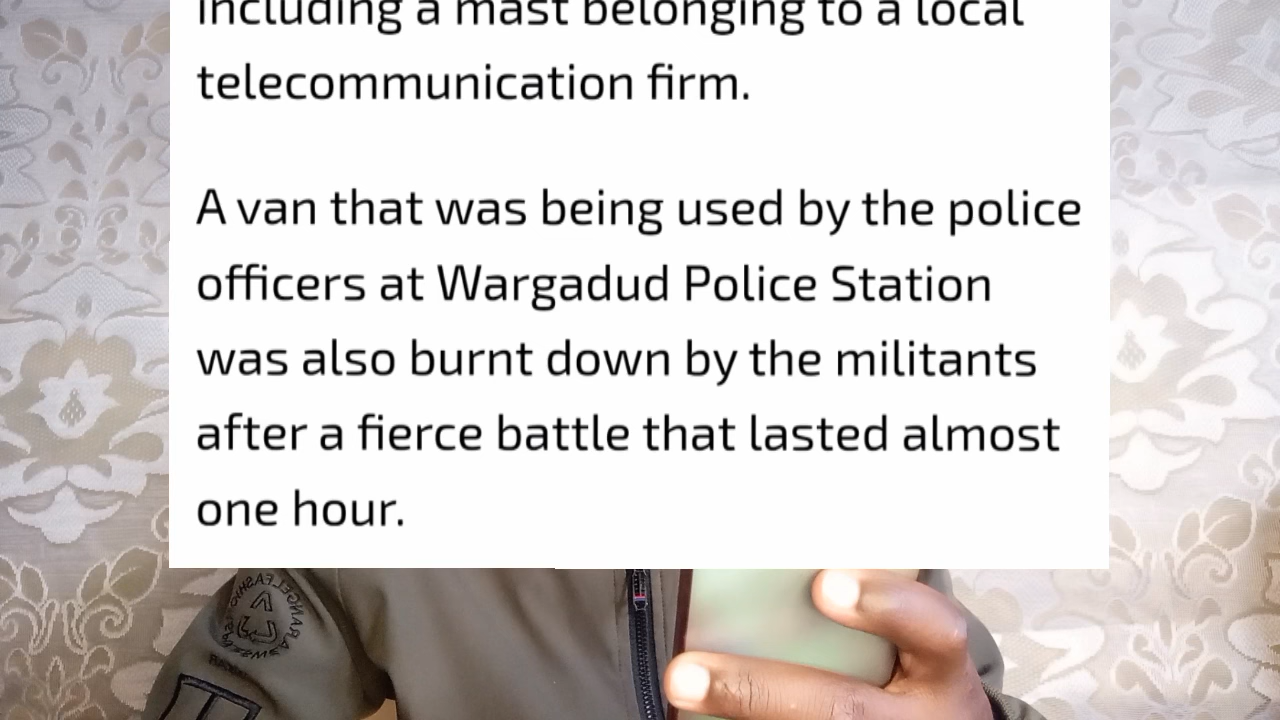 including a mast belonging to a local
telecommunication firm.
A van that was being used by the police
officers at Wargadud Police Station
was also burnt down by the militants
after a fierce battle that lasted almost
one hour.